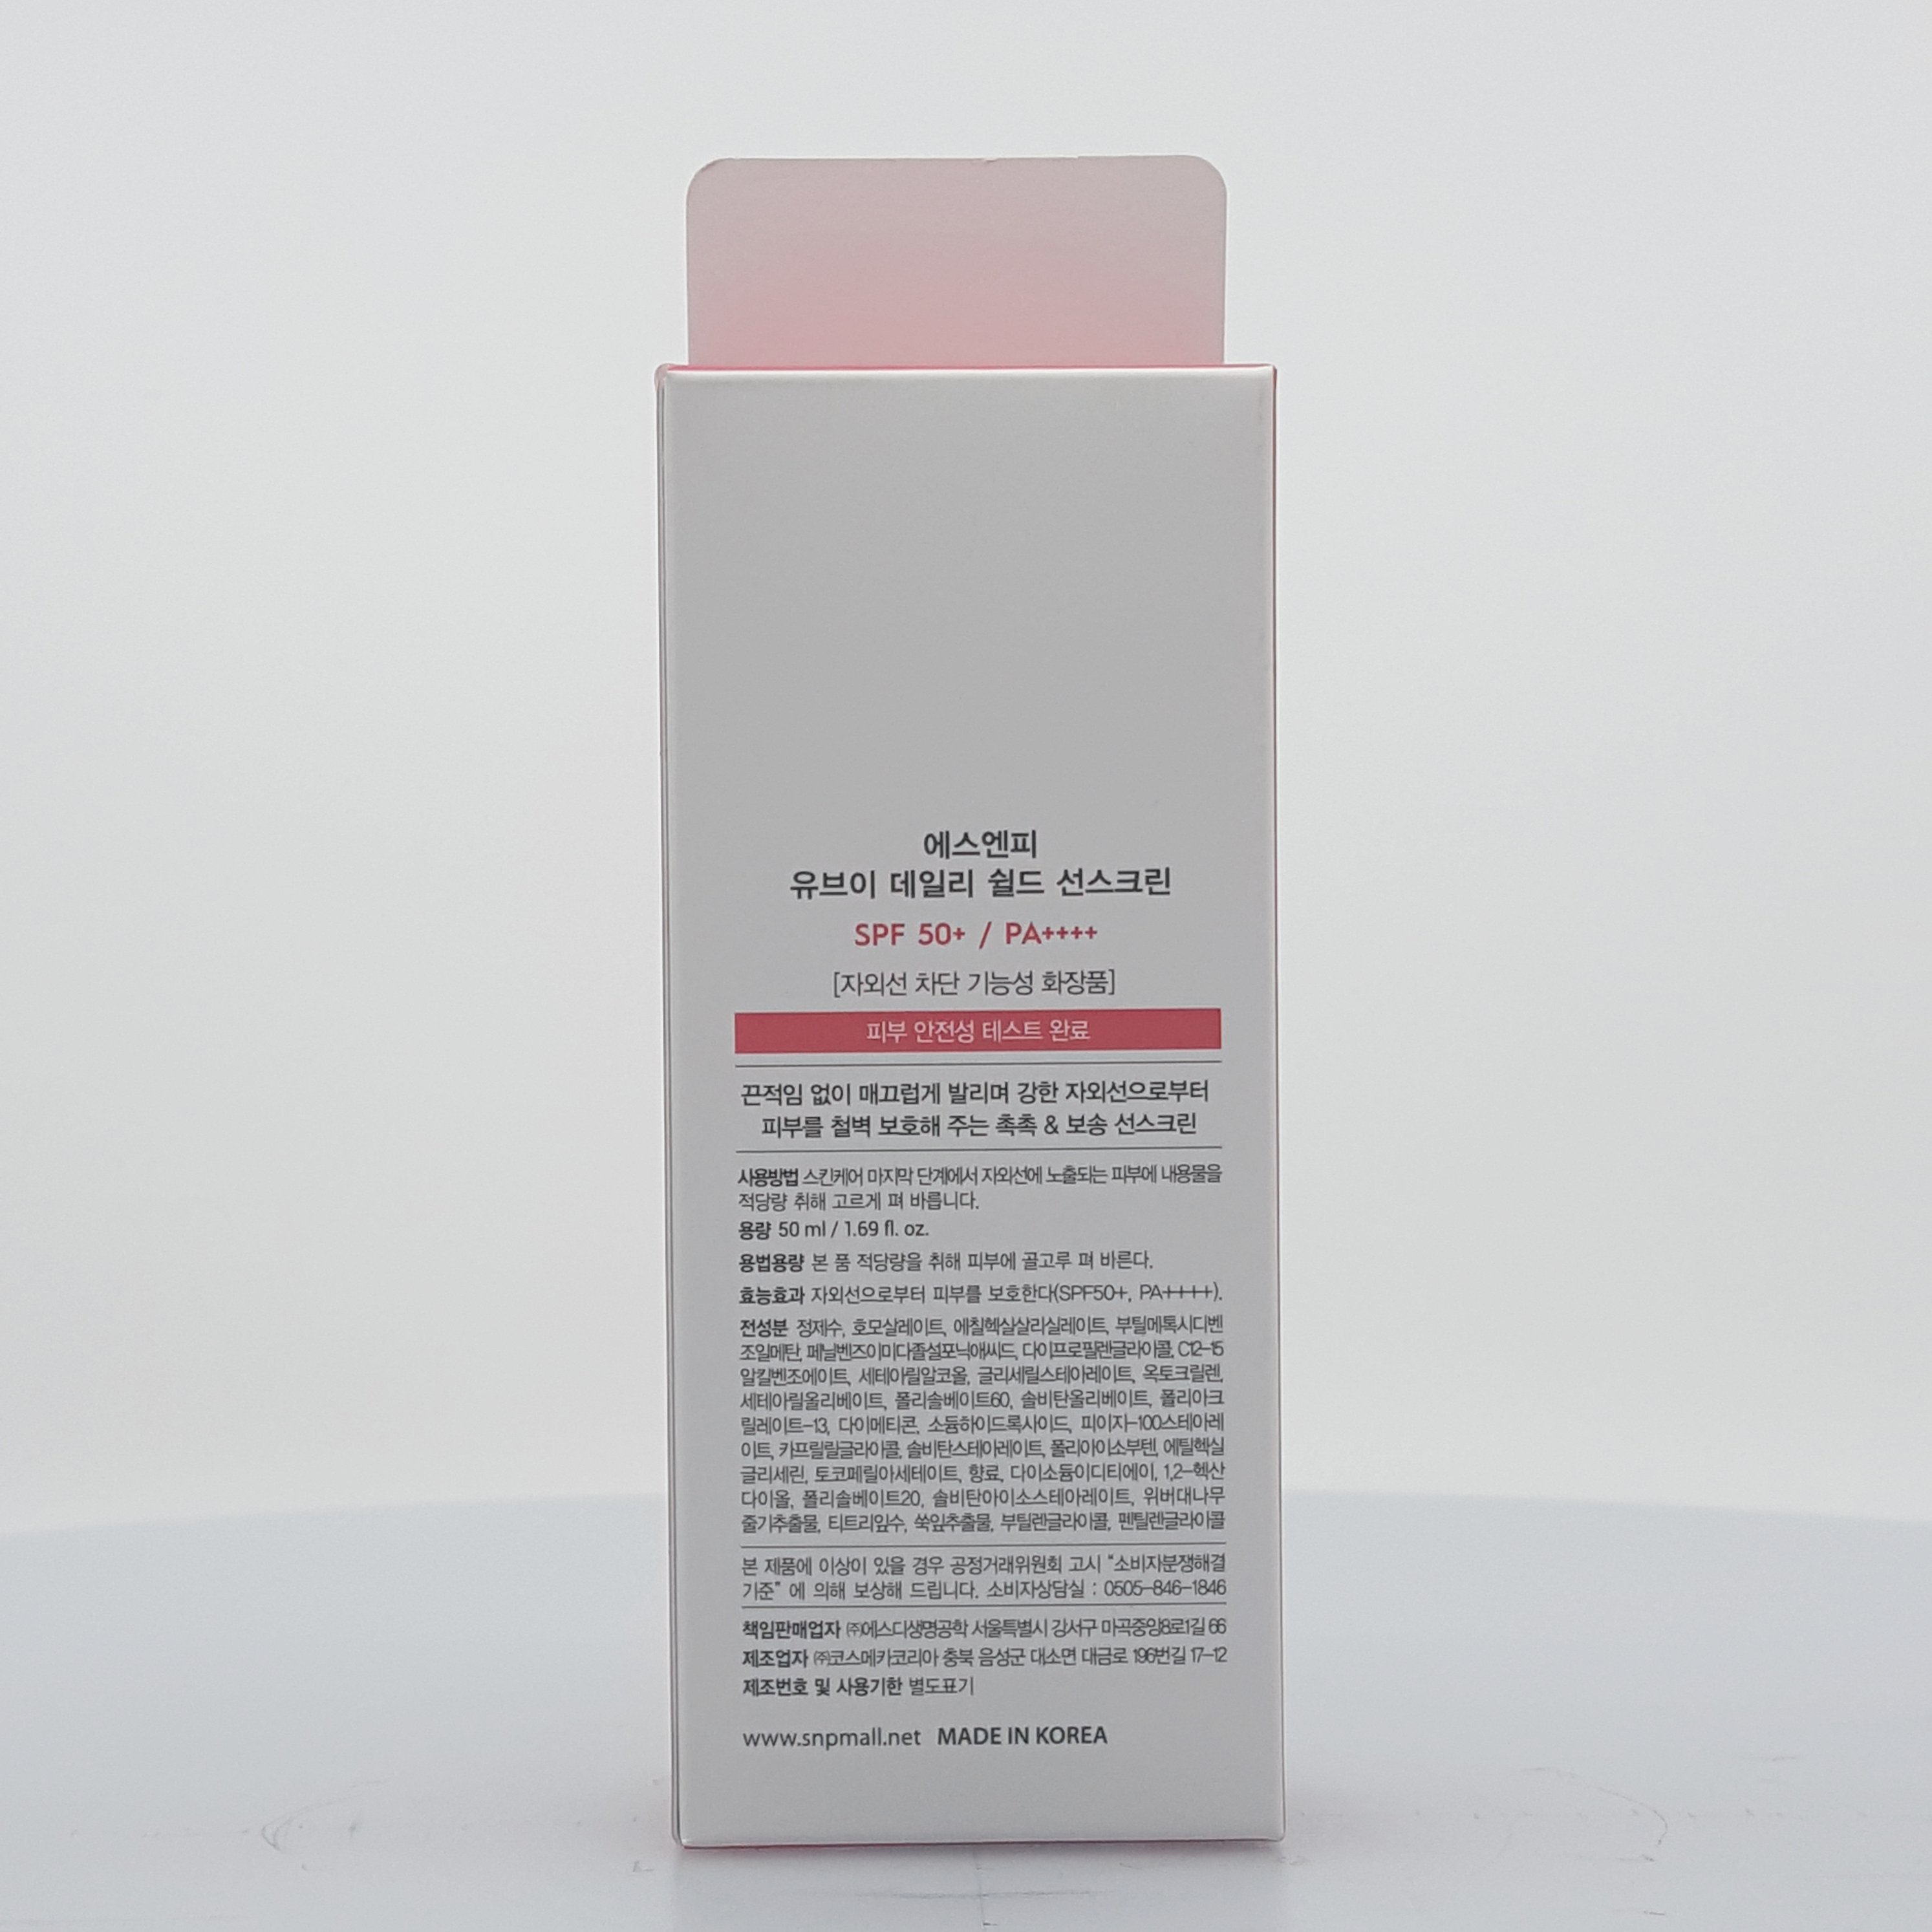 에스엔피
유브이 데일리 쉴드 선스크린
SPF 50+ / PA++++
[자외선 차단 기능성 화장품]
피부 안전성 테스트 완료
끈적임 없이 매끄럽게 발리며 강한 자외선으로부터
피부를 철벽 보호해 주는 촉촉 & 보송 선스크린
사용방법 스킨케어 마지막 단계에서 자외선에 노출되는 피부에 내용물을
적당량 취해 고르게 펴 바릅니다.
용량 50 ml / 1.69 fl. oz.
용법용량 본 품 적당량을 취해 피부에 골고루 펴 바른다.
효능효과 자외선으로부터 피부를 보호한다(SPF50+, PA++++).
전성분 정제수, 호모살레이트, 에칠헥실살리실레이트, 부틸메톡시디벤
조일메탄, 페닐벤즈이미다졸설포닉애씨드, 다이프로필렌글라이콜, C12-15
알킬벤조에이트, 세테아릴알코올, 글리세릴스테아레이트, 옥토크릴렌,
세테아릴올리베이트, 폴리솔베이트60, 솔비탄올리베이트, 폴리아크
릴레이트-13, 다이메티콘, 소듐하이드록사이드, 피이지-100스테아레
이트, 카프릴릴글라이콜, 솔비탄스테아레이트, 폴리아이소부텐, 에틸헥실
글리세린, 토코페릴아세테이트, 향료, 다이소듐이디티에이, 1,2-헥산
다이올, 폴리솔베이트20, 솔비탄아이소스테아레이트, 위버대나무
줄기추출물, 티트리잎수, 쑥잎추출물, 부틸렌글라이콜, 펜틸렌글라이콜
본 제품에 이상이 있을 경우 공정거래위원회 고시 "소비자분쟁해결
기준" 에 의해 보상해 드립니다. 소비자상담실 : 0505-846-1846
책임판매업자 ㈜에스디생명공학 서울특별시 강서구 마곡중앙8로1길 66
제조업자 ㈜코스메카코리아 충북 음성군 대소면 대금로 196번길 17-12
제조번호 및 사용기한 별도표기
www.snpmall.net MADE IN KOREA